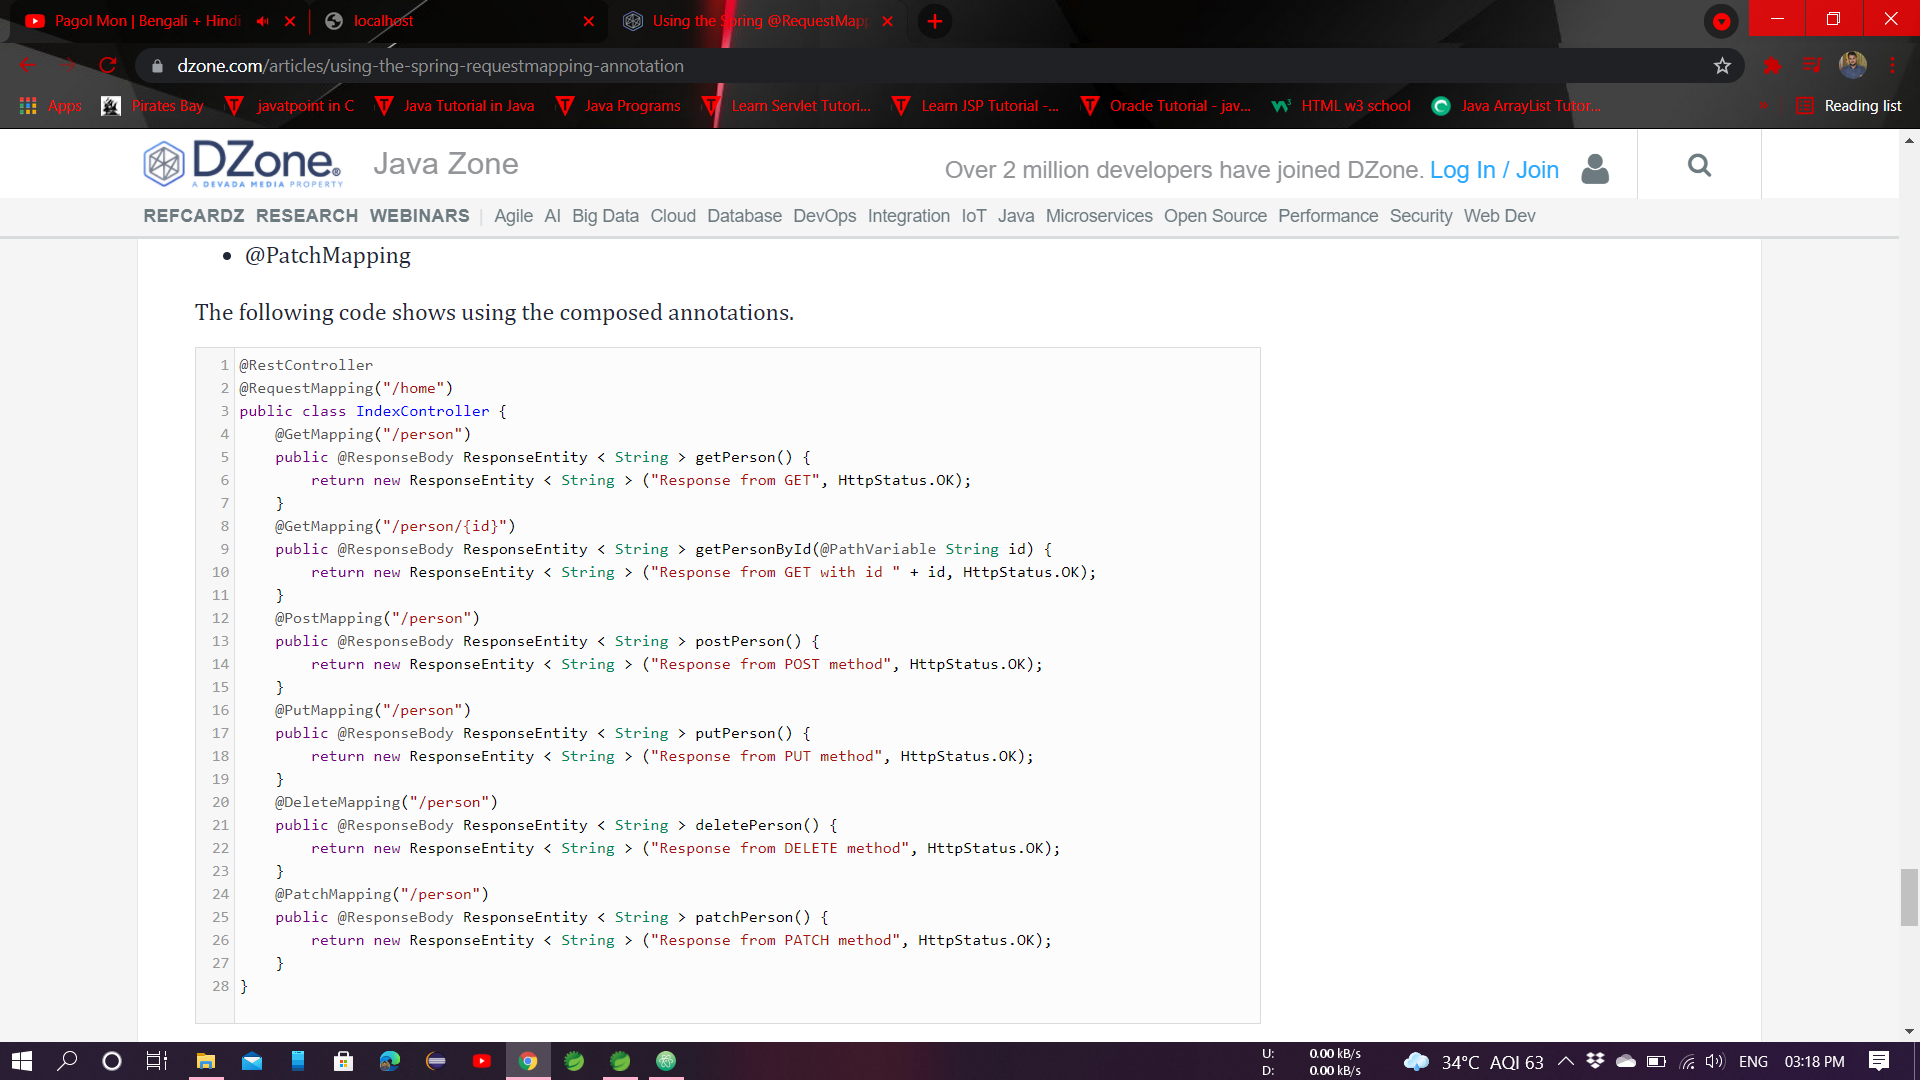 Pagol Mon | Bengali + Hindi
localhost
Using the Spring @RequestMapp
dzone.com/articles/using-the-spring-requestmapping-annotation
Apps Pirates Bay javatpoint in C Java Tutorial in Java Java Programs Learn Servlet Tutori... Learn JSP Tutorial -... Oracle Tutorial - jav... HTML w3 school Java ArrayList Tutor... » Reading list
DZone. Java Zone
A DEVADA MEDIA PROPERTY
Over 2 million developers have joined DZone. Log In / Join
REFCARDZ RESEARCH WEBINARS | Agile AI Big Data Cloud Database DevOps Integration IoT Java Microservices Open Source Performance Security Web Dev
• @PatchMapping
The following code shows using the composed annotations.
1 @RestController
2 @RequestMapping("/home")
3 public class IndexController {
4     @GetMapping("/person")
5     public @ResponseBody ResponseEntity < String > getPerson() {
6         return new ResponseEntity < String > ("Response from GET", HttpStatus.OK);
7     }
8     @GetMapping("/person/{id}")
9     public @ResponseBody ResponseEntity < String > getPersonById(@PathVariable String id) {
10         return new ResponseEntity < String > ("Response from GET with id " + id, HttpStatus.OK);
11     }
12     @PostMapping("/person")
13     public @ResponseBody ResponseEntity < String > postPerson() {
14         return new ResponseEntity < String > ("Response from POST method", HttpStatus.OK);
15     }
16     @PutMapping("/person")
17     public @ResponseBody ResponseEntity < String > putPerson() {
18         return new ResponseEntity < String > ("Response from PUT method", HttpStatus.OK);
19     }
20     @DeleteMapping("/person")
21     public @ResponseBody ResponseEntity < String > deletePerson() {
22         return new ResponseEntity < String > ("Response from DELETE method", HttpStatus.OK);
23     }
24     @PatchMapping("/person")
25     public @ResponseBody ResponseEntity < String > patchPerson() {
26         return new ResponseEntity < String > ("Response from PATCH method", HttpStatus.OK);
27     }
28 }
U: 0.00 kB/s
D: 0.00 kB/s
34°C AQI 63 ENG 03:18 PM